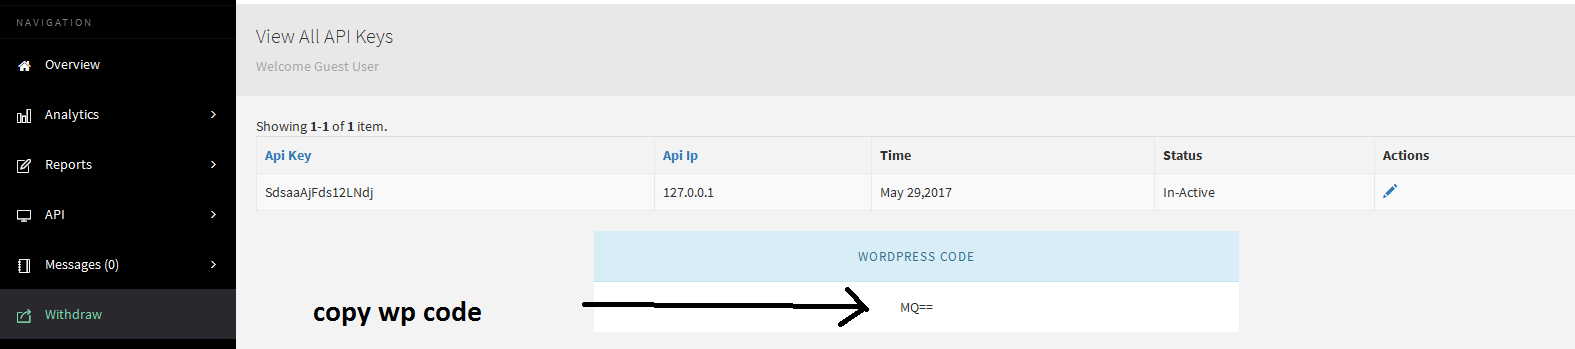 NAVIGATION
Overview
Analytics
Reports
API
Messages (0)
Withdraw
View All API Keys
Welcome Guest User
Showing 1-1 of 1 item.
Api Key Api Ip Time Status Actions
SdsaaAjFds12LNdj 127.0.0.1 May 29,2017 In-Active
WORDPRESS CODE
copy wp code MQ==